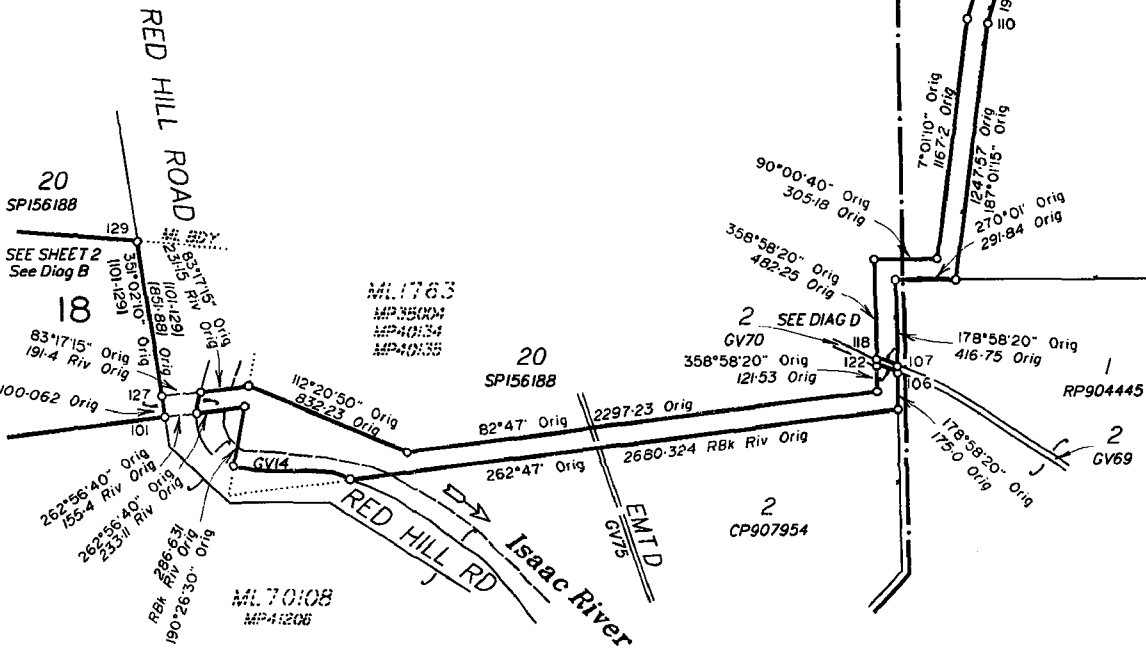 RED HILL ROAD
20
SP156188
129
ML BDY
SEE SHEET 2
See Diag B
18
351°02'10" Orig
1101-1291
1101-1291
1851·881 Orig
83°17'15" Orig
231·15 Riv Orig
83°17'15" Orig
191·4 Riv Orig
127
100·062 Orig
101
262°56'40" Orig
155·4 Riv Orig
262°56'40" Orig
233·11 Riv Orig
286·631
RBk Riv Orig
190°26'30" Orig
GV14
ML1763
MP35004
MP40134
MP40135
112°20'50" Orig
832·23 Orig
20
SP156188
82°47' Orig
2297·23 Orig
262°47' Orig
2680·324 RBk Riv Orig
RED HILL RD
Isaac River
EMT D
GV75
ML70108
MP41206
2
CP907954
110
7°01'10" Orig
1167·2 Orig
1247·57 Orig
187°01'15" Orig
90°00'40" Orig
305·18 Orig
270°01' Orig
291·84 Orig
358°58'20" Orig
482·25 Orig
2
GV70
SEE DIAG D
118
122
358°58'20" Orig
121·53 Orig
178°58'20" Orig
416·75 Orig
107
106
178°58'20" Orig
175·0 Orig
1
RP904445
2
GV69